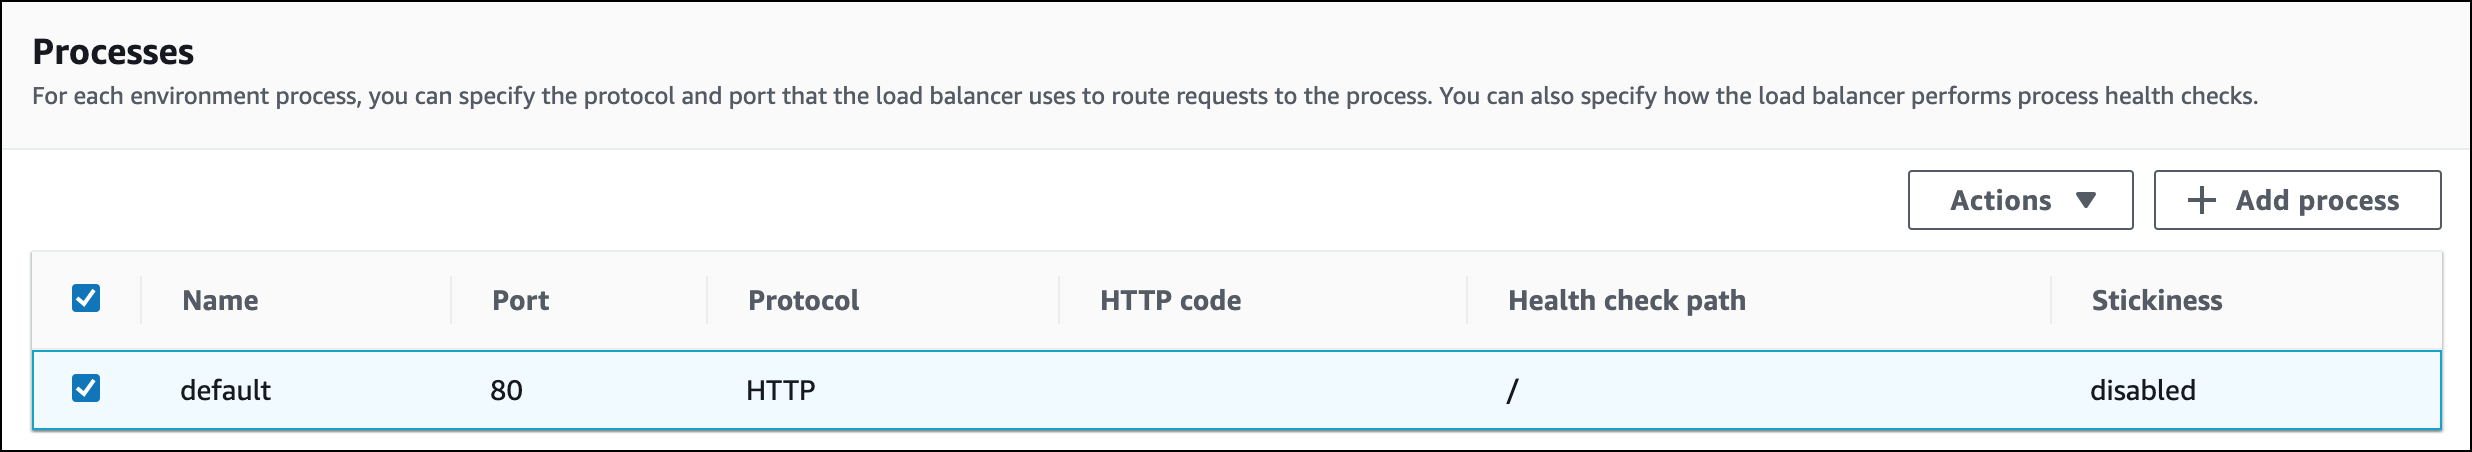 Processes
For each environment process, you can specify the protocol and port that the load balancer uses to route requests to the process. You can also specify how the load balancer performs process health checks.
Actions Add process
Name Port Protocol HTTP code Health check path Stickiness
default 80 HTTP / disabled